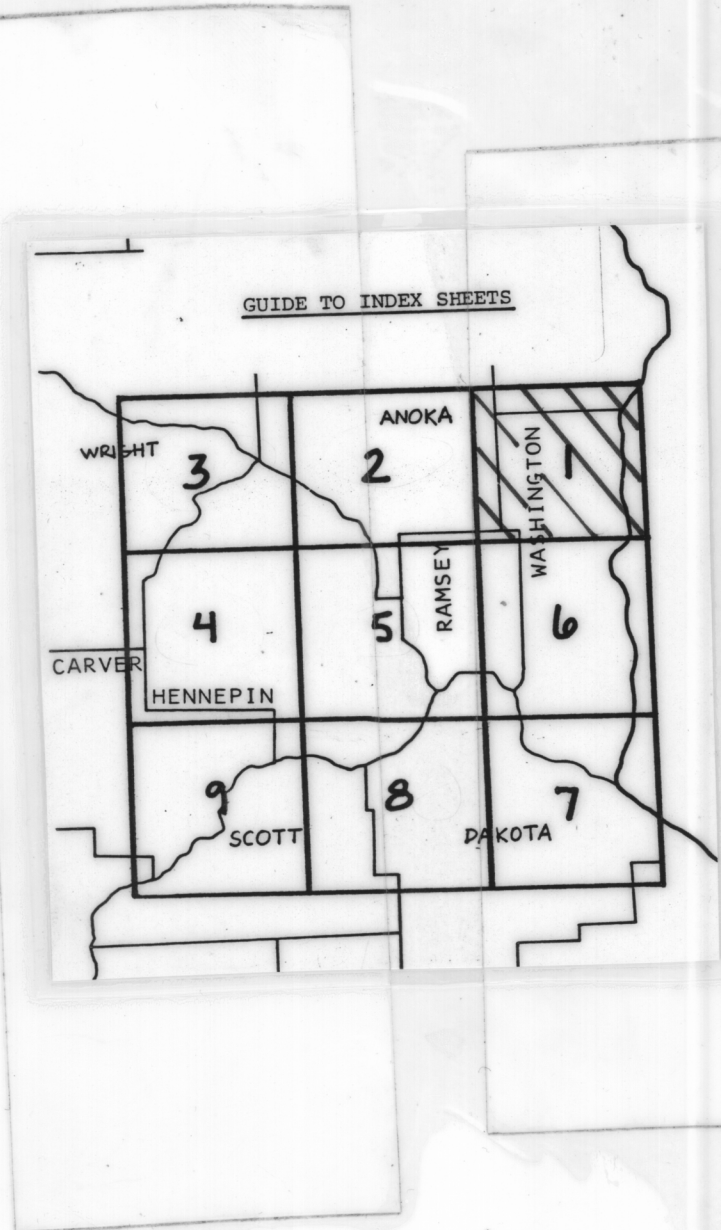 GUIDE TO INDEX SHEETS
ANOKA
WRIGHT
3
2
1
WASHINGTON
RAMSEY
4
5
6
CARVER
HENNEPIN
9
8
7
SCOTT
DAKOTA